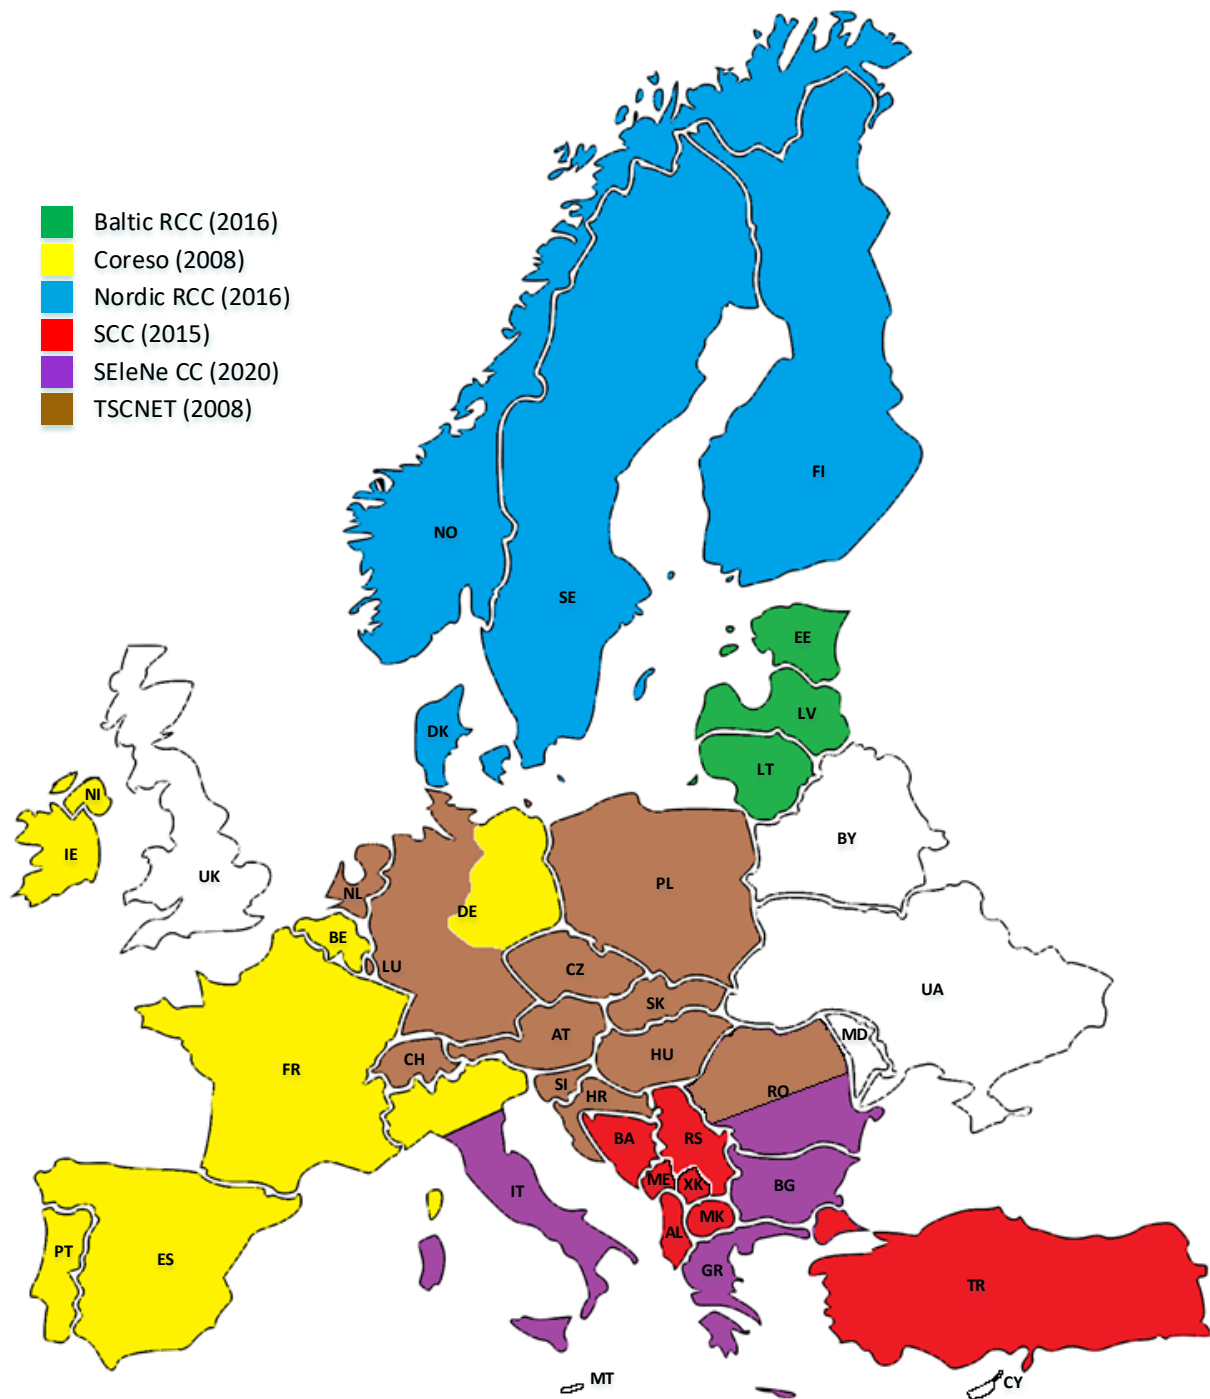 Baltic RCC (2016)
Coreso (2008)
Nordic RCC (2016)
SCC (2015)
SEleNe CC (2020)
TSCNET (2008)
FI
NO
SE
EE
LV
DK
LT
NI
BY
IE
UK
PL
NL
DE
BE
LU
CZ
UA
SK
AT
MD
HU
CH
FR
SI
RO
HR
BA
RS
ME
XK
BG
IT
MK
AL
PT
ES
GR
TR
MT
CY